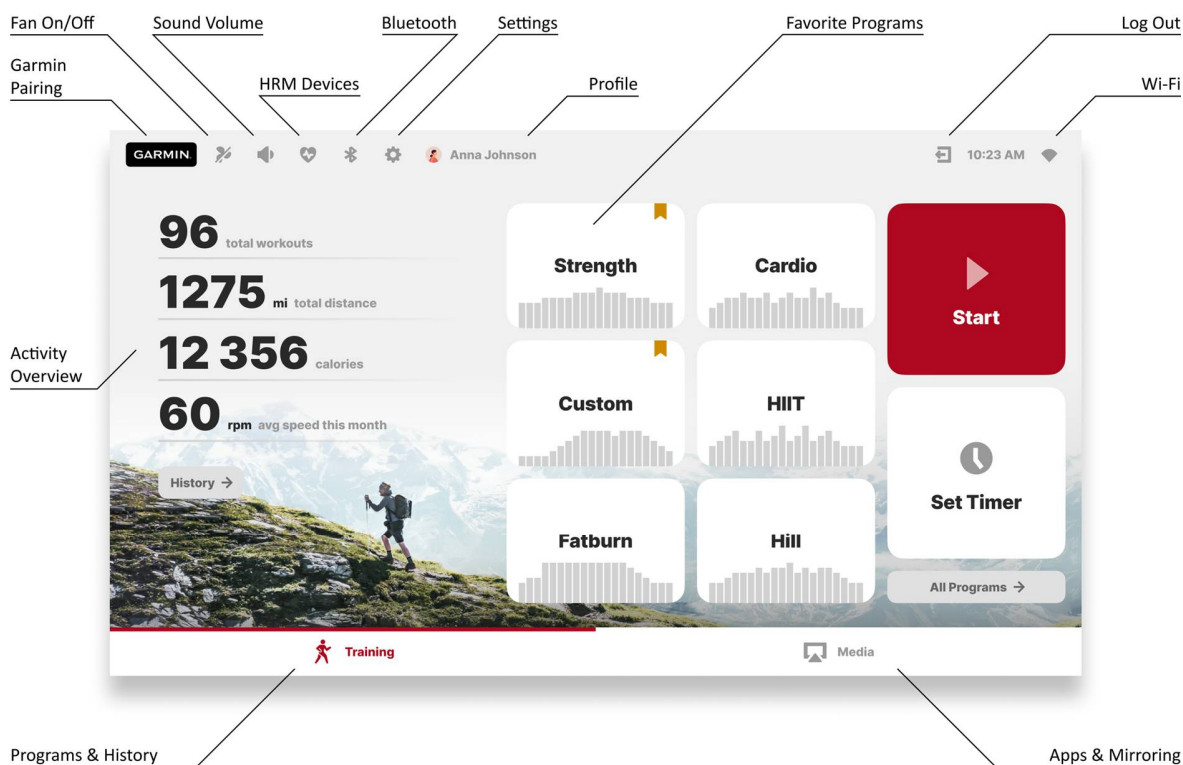 Fan On/Off
Sound Volume
Bluetooth
Settings
Favorite Programs
Log Out
Garmin
Pairing
HRM Devices
Profile
Wi-Fi
GARMIN.
Anna Johnson
10:23 AM
96 total workouts
1275 mi total distance
12 356 calories
60 rpm avg speed this month
History →
Activity
Overview
Strength
Cardio
Start
Custom
HIIT
Set Timer
Fatburn
Hill
All Programs →
Training
Media
Programs & History
Apps & Mirroring